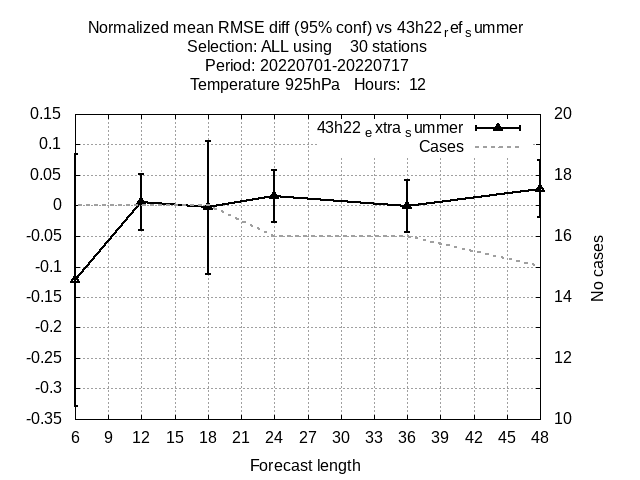 Normalized mean RMSE diff (95% conf) vs 43h22refsummer
Selection: ALL using 30 stations
Period: 20220701-20220717
Temperature 925hPa Hours: 12
0.15
0.1
0.05
0
-0.05
-0.1
-0.15
-0.2
-0.25
-0.3
-0.35
43h22extrasummer
Cases
20
18
16
14
12
10
No cases
6 9 12 15 18 21 24 27 30 33 36 39 42 45 48
Forecast length